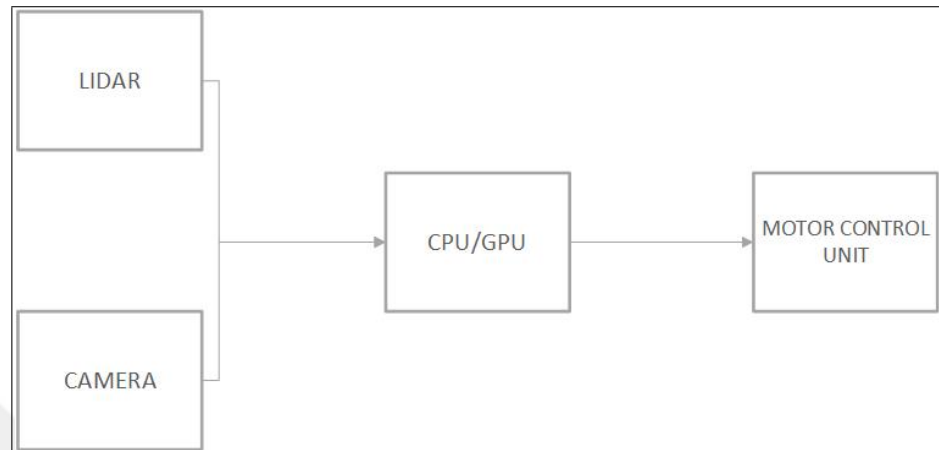 LIDAR
CPU/GPU
MOTOR CONTROL
UNIT
CAMERA